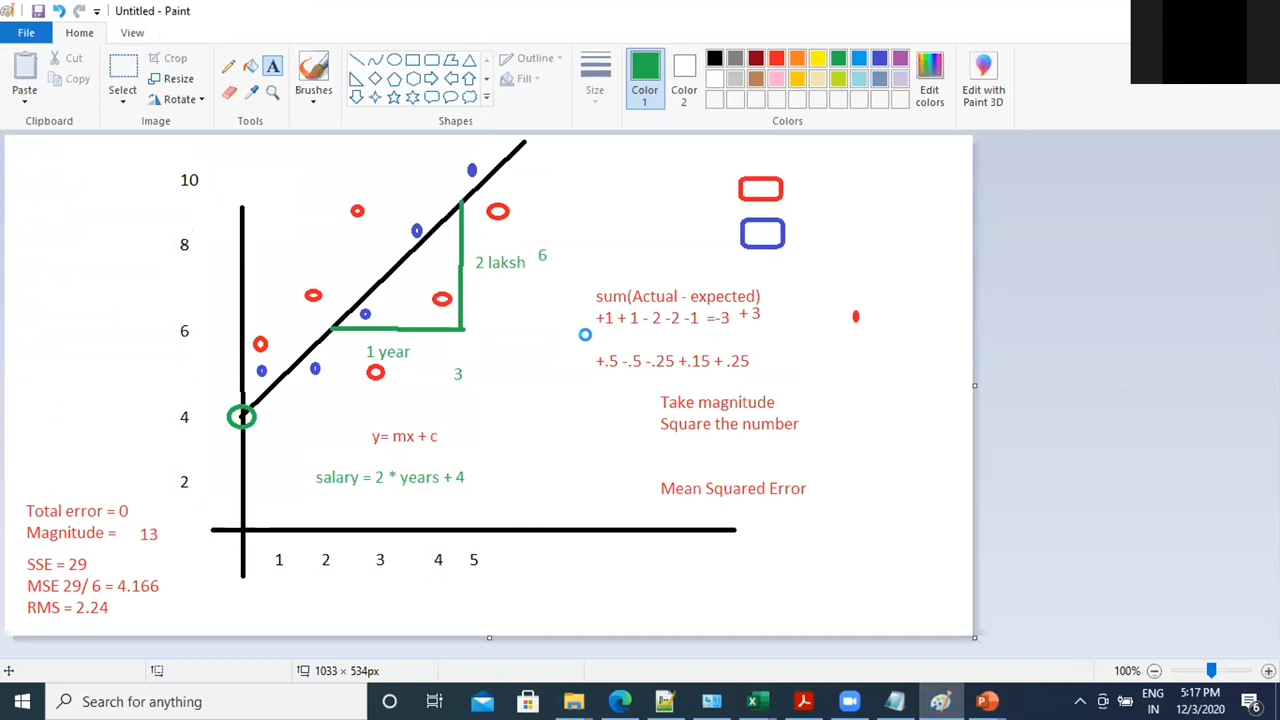 Untitled - Paint
File Home View
Paste
Cut
Copy
Clipboard
Select
Crop
Resize
Rotate
Image
Tools
Brushes
Shapes
Outline
Fill
Size
Color 1
Color 2
Edit colors
Edit with Paint 3D
Colors
10
8
6
4
2
2 laksh 6
1 year
3
y= mx + c
salary = 2 * years + 4
sum(Actual - expected)
+1 + 1 - 2 -2 -1 =-3 + 3
+.5 -.5 -.25 +.15 + .25
Take magnitude
Square the number
Mean Squared Error
Total error = 0
Magnitude = 13
SSE = 29
MSE 29/ 6 = 4.166
RMS = 2.24
1 2 3 4 5
1033 × 534px
100%
Search for anything
ENG
IN
5:17 PM
12/3/2020
6